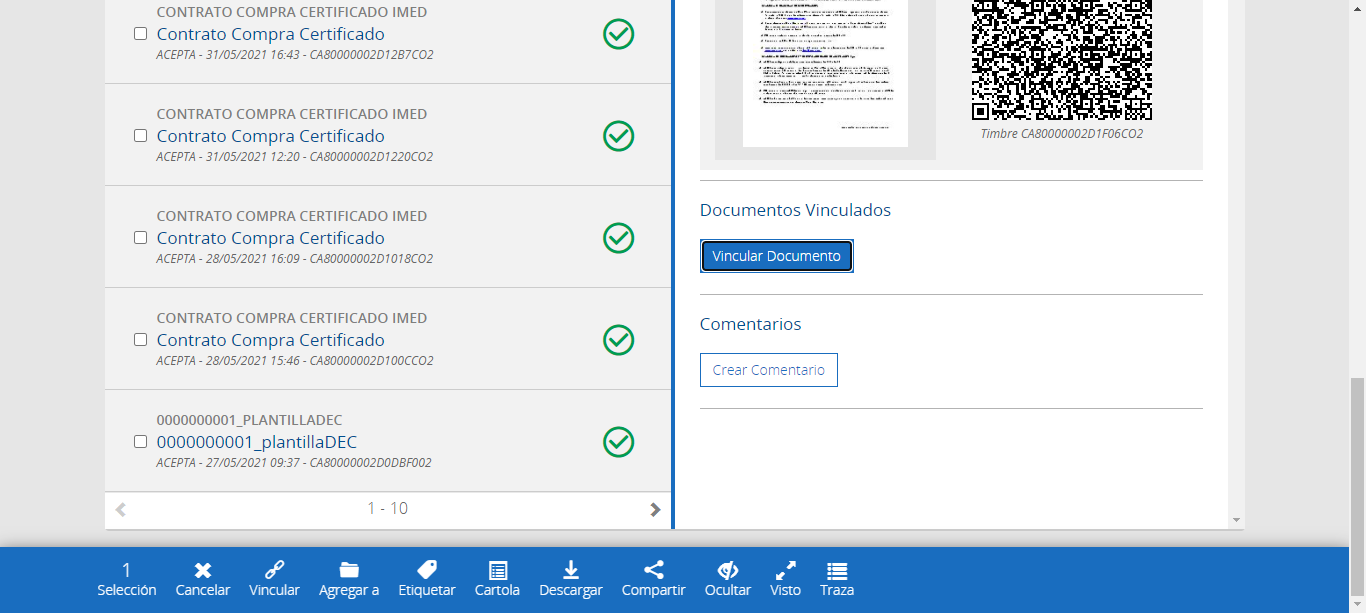 CONTRATO COMPRA CERTIFICADO IMED
Contrato Compra Certificado
ACEPTA - 31/05/2021 16:43 - CA80000002D12B7CO2
CONTRATO COMPRA CERTIFICADO IMED
Contrato Compra Certificado
ACEPTA - 31/05/2021 12:20 - CA80000002D1220CO2
CONTRATO COMPRA CERTIFICADO IMED
Contrato Compra Certificado
ACEPTA - 28/05/2021 16:09 - CA80000002D1018CO2
CONTRATO COMPRA CERTIFICADO IMED
Contrato Compra Certificado
ACEPTA - 28/05/2021 15:46 - CA80000002D100CCO2
0000000001_PLANTILLADEC
0000000001_plantillaDEC
ACEPTA - 27/05/2021 09:37 - CA80000002D0DBF002
1 - 10
Timbre CA80000002D1F06CO2
Documentos Vinculados
Vincular Documento
Comentarios
Crear Comentario
1
Selección
Cancelar
Vincular
Agregar a
Etiquetar
Cartola
Descargar
Compartir
Ocultar
Visto
Traza